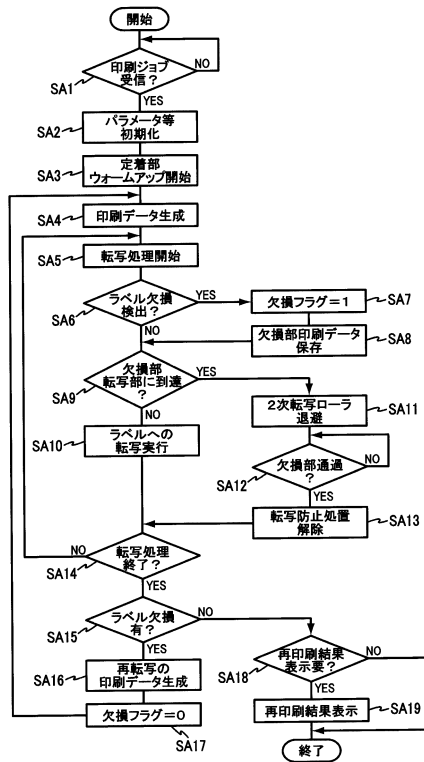 開始
印刷ジョブ
受信？
NO
SA1
YES
パラメータ等
初期化
SA2
定着部
ウォームアップ開始
SA3
印刷データ生成
SA4
転写処理開始
SA5
ラベル欠損
検出？
YES
SA6
NO
欠損フラグ＝1
SA7
欠損部印刷データ
保存
SA8
欠損部
転写部に到達
？
YES
SA9
NO
2次転写ローラ
退避
SA11
ラベルへの
転写実行
SA10
欠損部通過
？
NO
SA12
YES
転写防止処置
解除
SA13
転写処理
終了？
NO
SA14
YES
ラベル欠損
有？
NO
SA15
YES
再転写の
印刷データ生成
SA16
欠損フラグ＝0
SA17
再印刷結果
表示要？
NO
SA18
YES
再印刷結果表示
SA19
終了